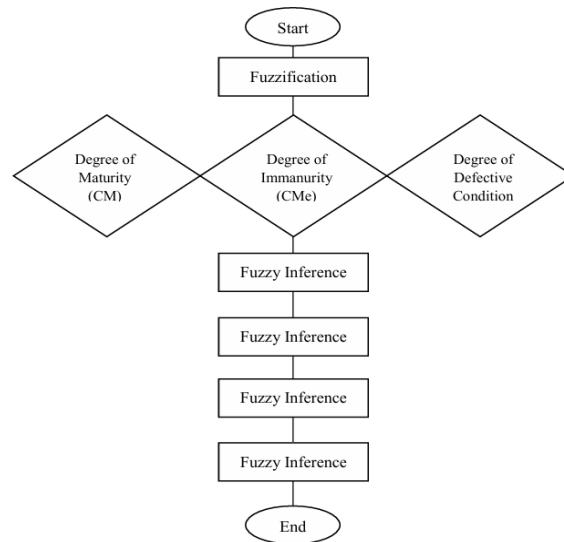 Start
Fuzzification
Degree of
Maturity
(CM)
Degree of
Immanurity
(CMe)
Degree of
Defective
Condition
Fuzzy Inference
Fuzzy Inference
Fuzzy Inference
Fuzzy Inference
End